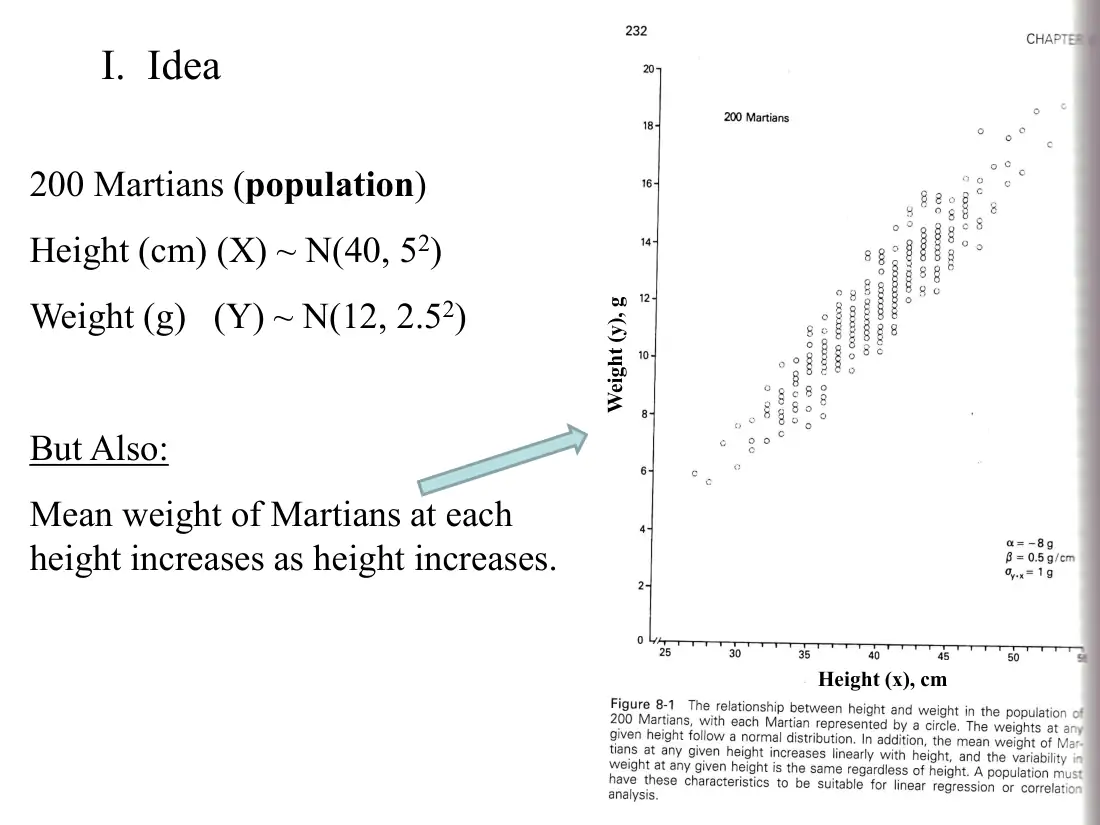 I. Idea
200 Martians (population)
Height (cm) (X) ~ N(40, 5²)
Weight (g) (Y) ~ N(12, 2.5²)
But Also:
Mean weight of Martians at each
height increases as height increases.
232
CHAPTER
200 Martians
20
18
16
14
12
10
8
6
4
2
0
Weight (y), g
α = −8 g
β = 0.5 g/cm
σy·x = 1 g
25 30 35 40 45 50
Height (x), cm
Figure 8-1 The relationship between height and weight in the population of
200 Martians, with each Martian represented by a circle. The weights at any
given height follow a normal distribution. In addition, the mean weight of Mar-
tians at any given height increases linearly with height, and the variability in
weight at any given height is the same regardless of height. A population must
have these characteristics to be suitable for linear regression or correlation
analysis.